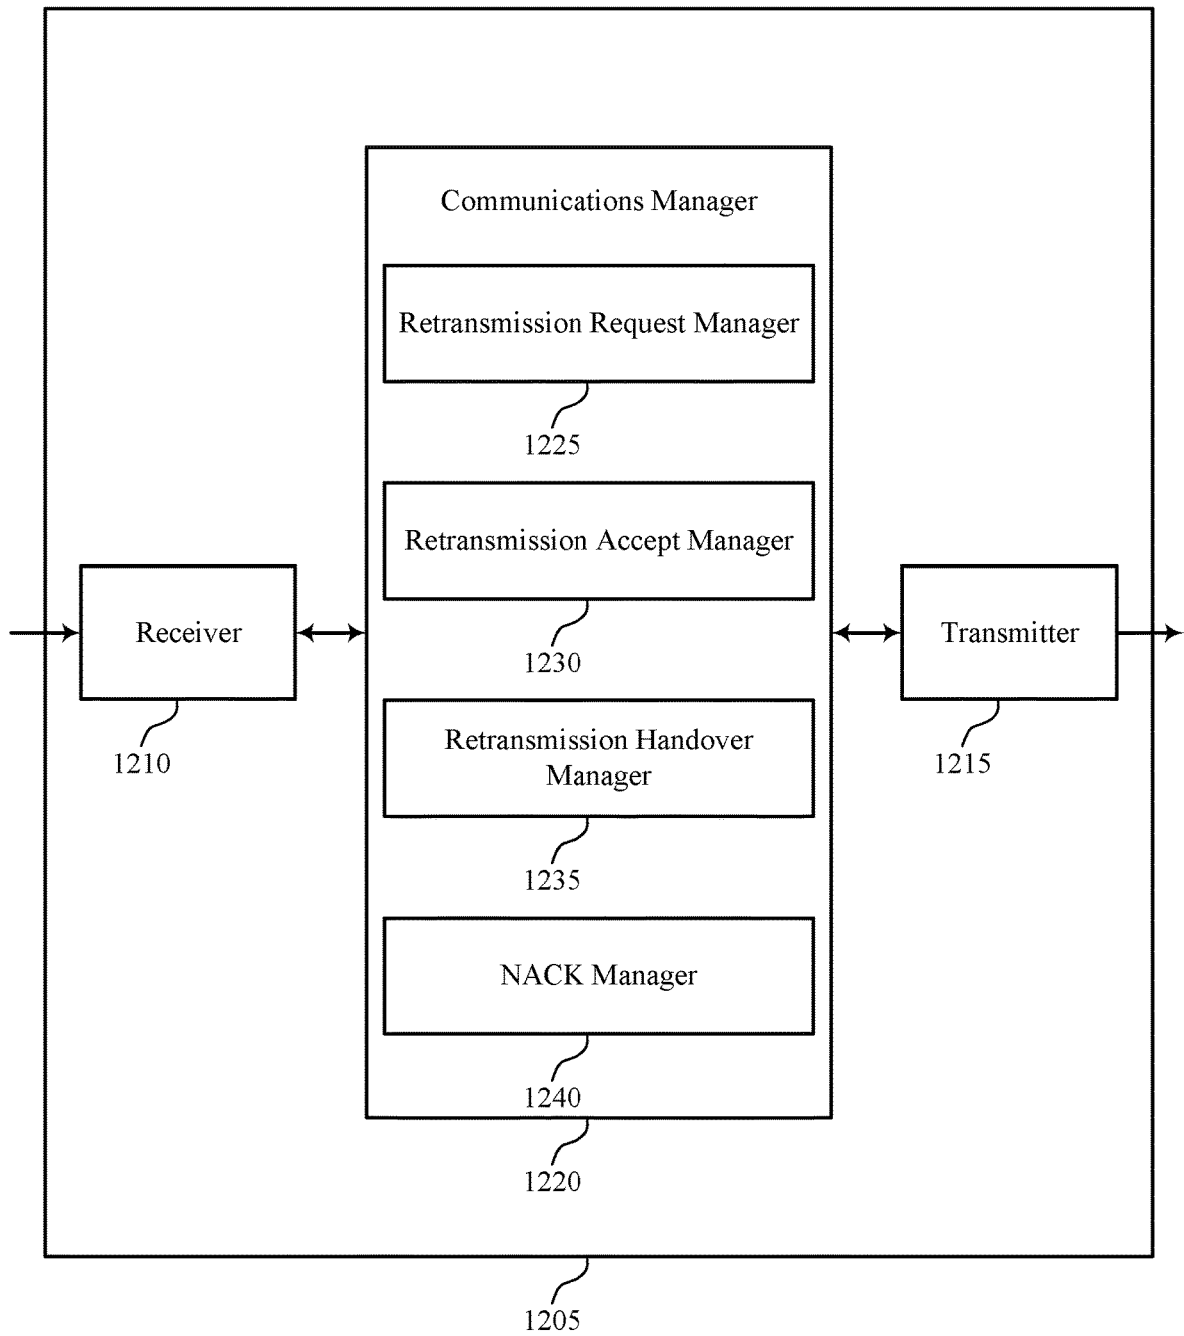 Communications Manager
Retransmission Request Manager
1225
Retransmission Accept Manager
1230
Receiver
1210
Transmitter
1215
Retransmission Handover
Manager
1235
NACK Manager
1240
1220
1205